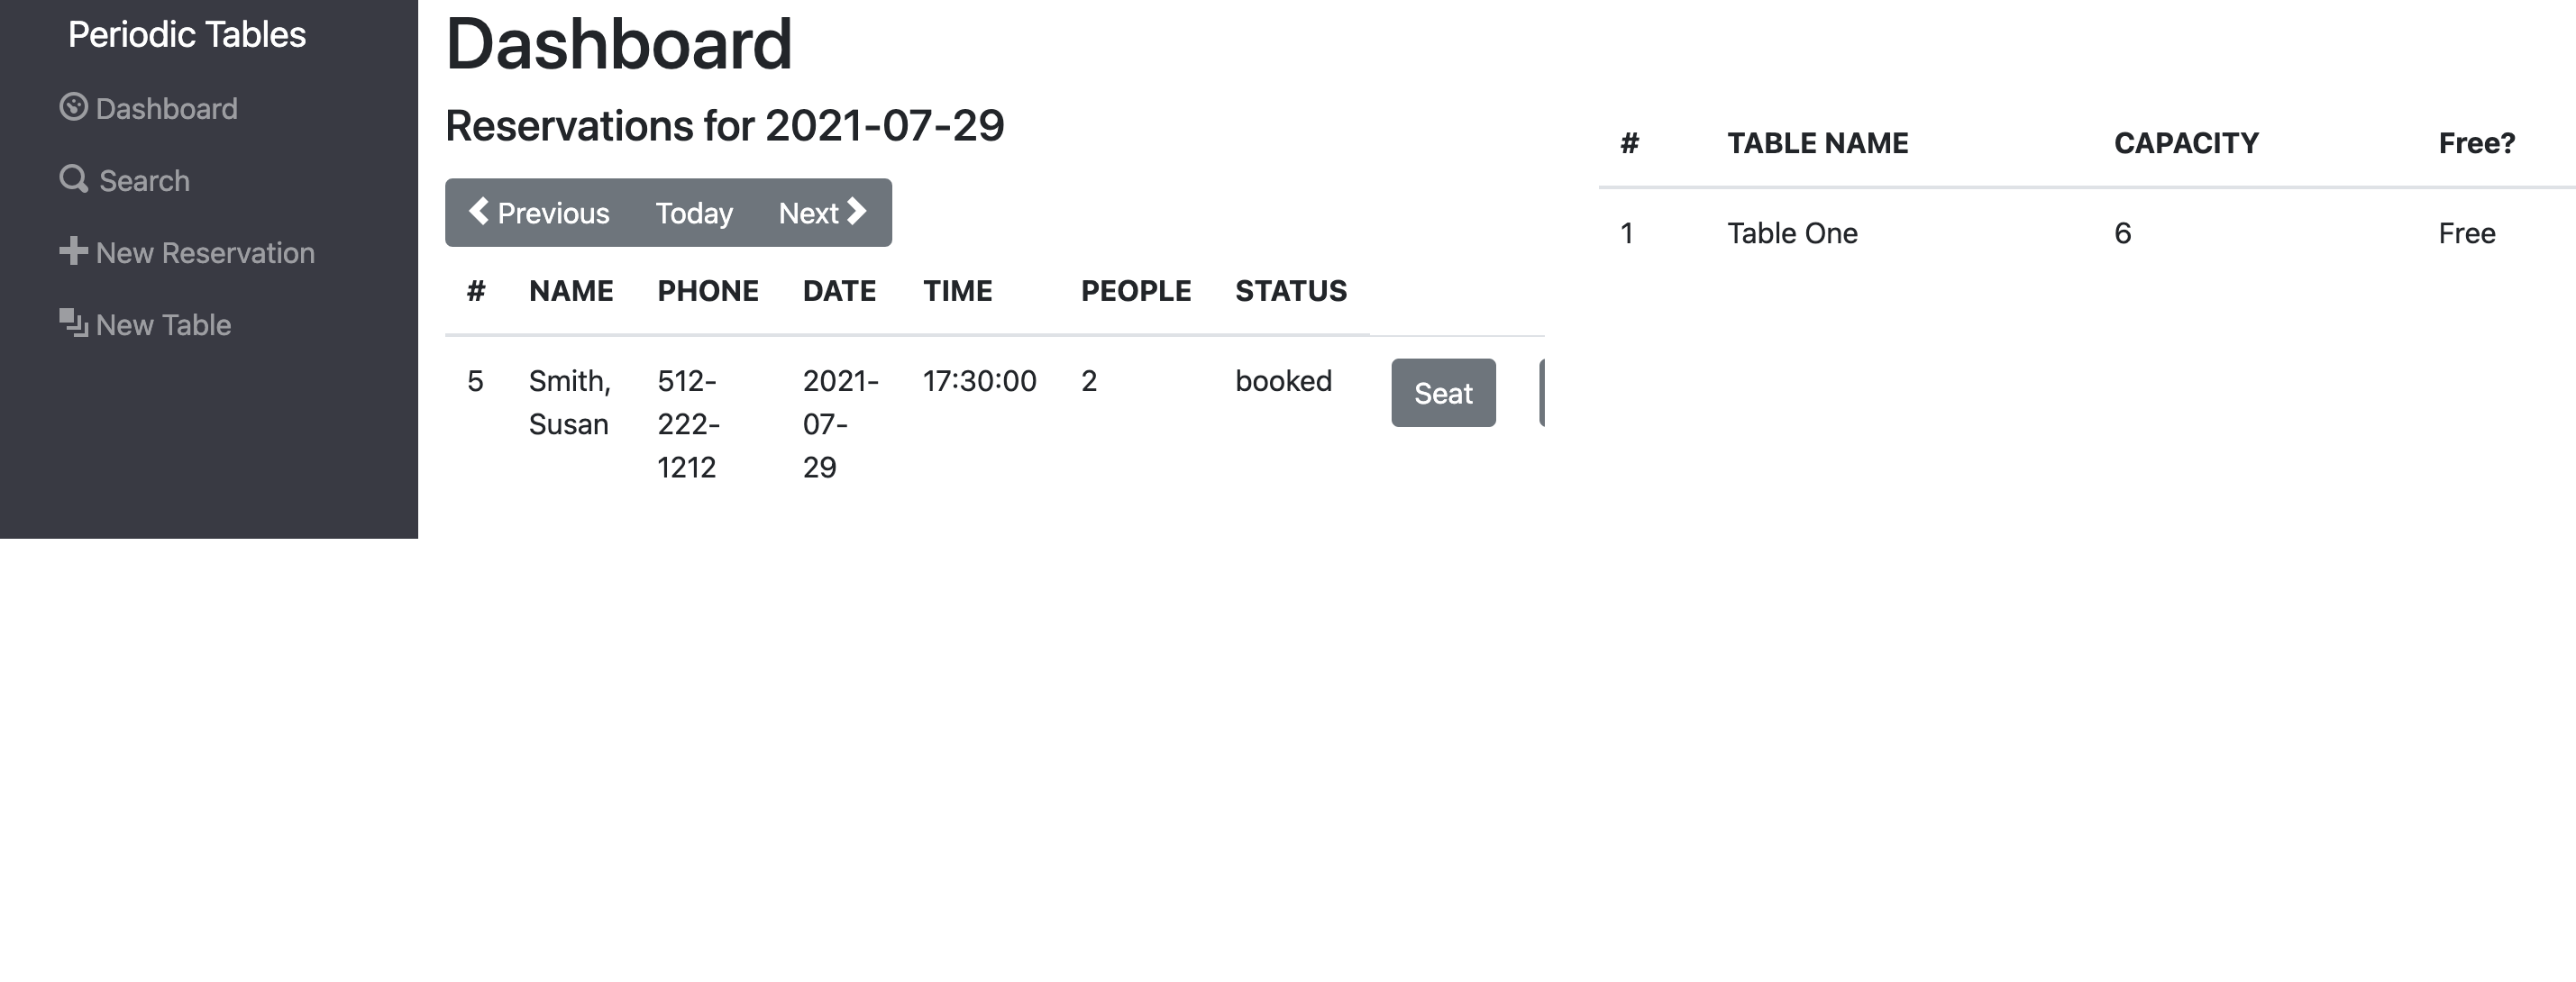 Periodic Tables
Dashboard
Search
New Reservation
New Table
Dashboard
Reservations for 2021-07-29
Previous Today Next
# NAME PHONE DATE TIME PEOPLE STATUS
5 Smith, 512- 2021- 17:30:00 2 booked Seat
Susan 222- 07-
1212 29
# TABLE NAME CAPACITY Free?
1 Table One 6 Free